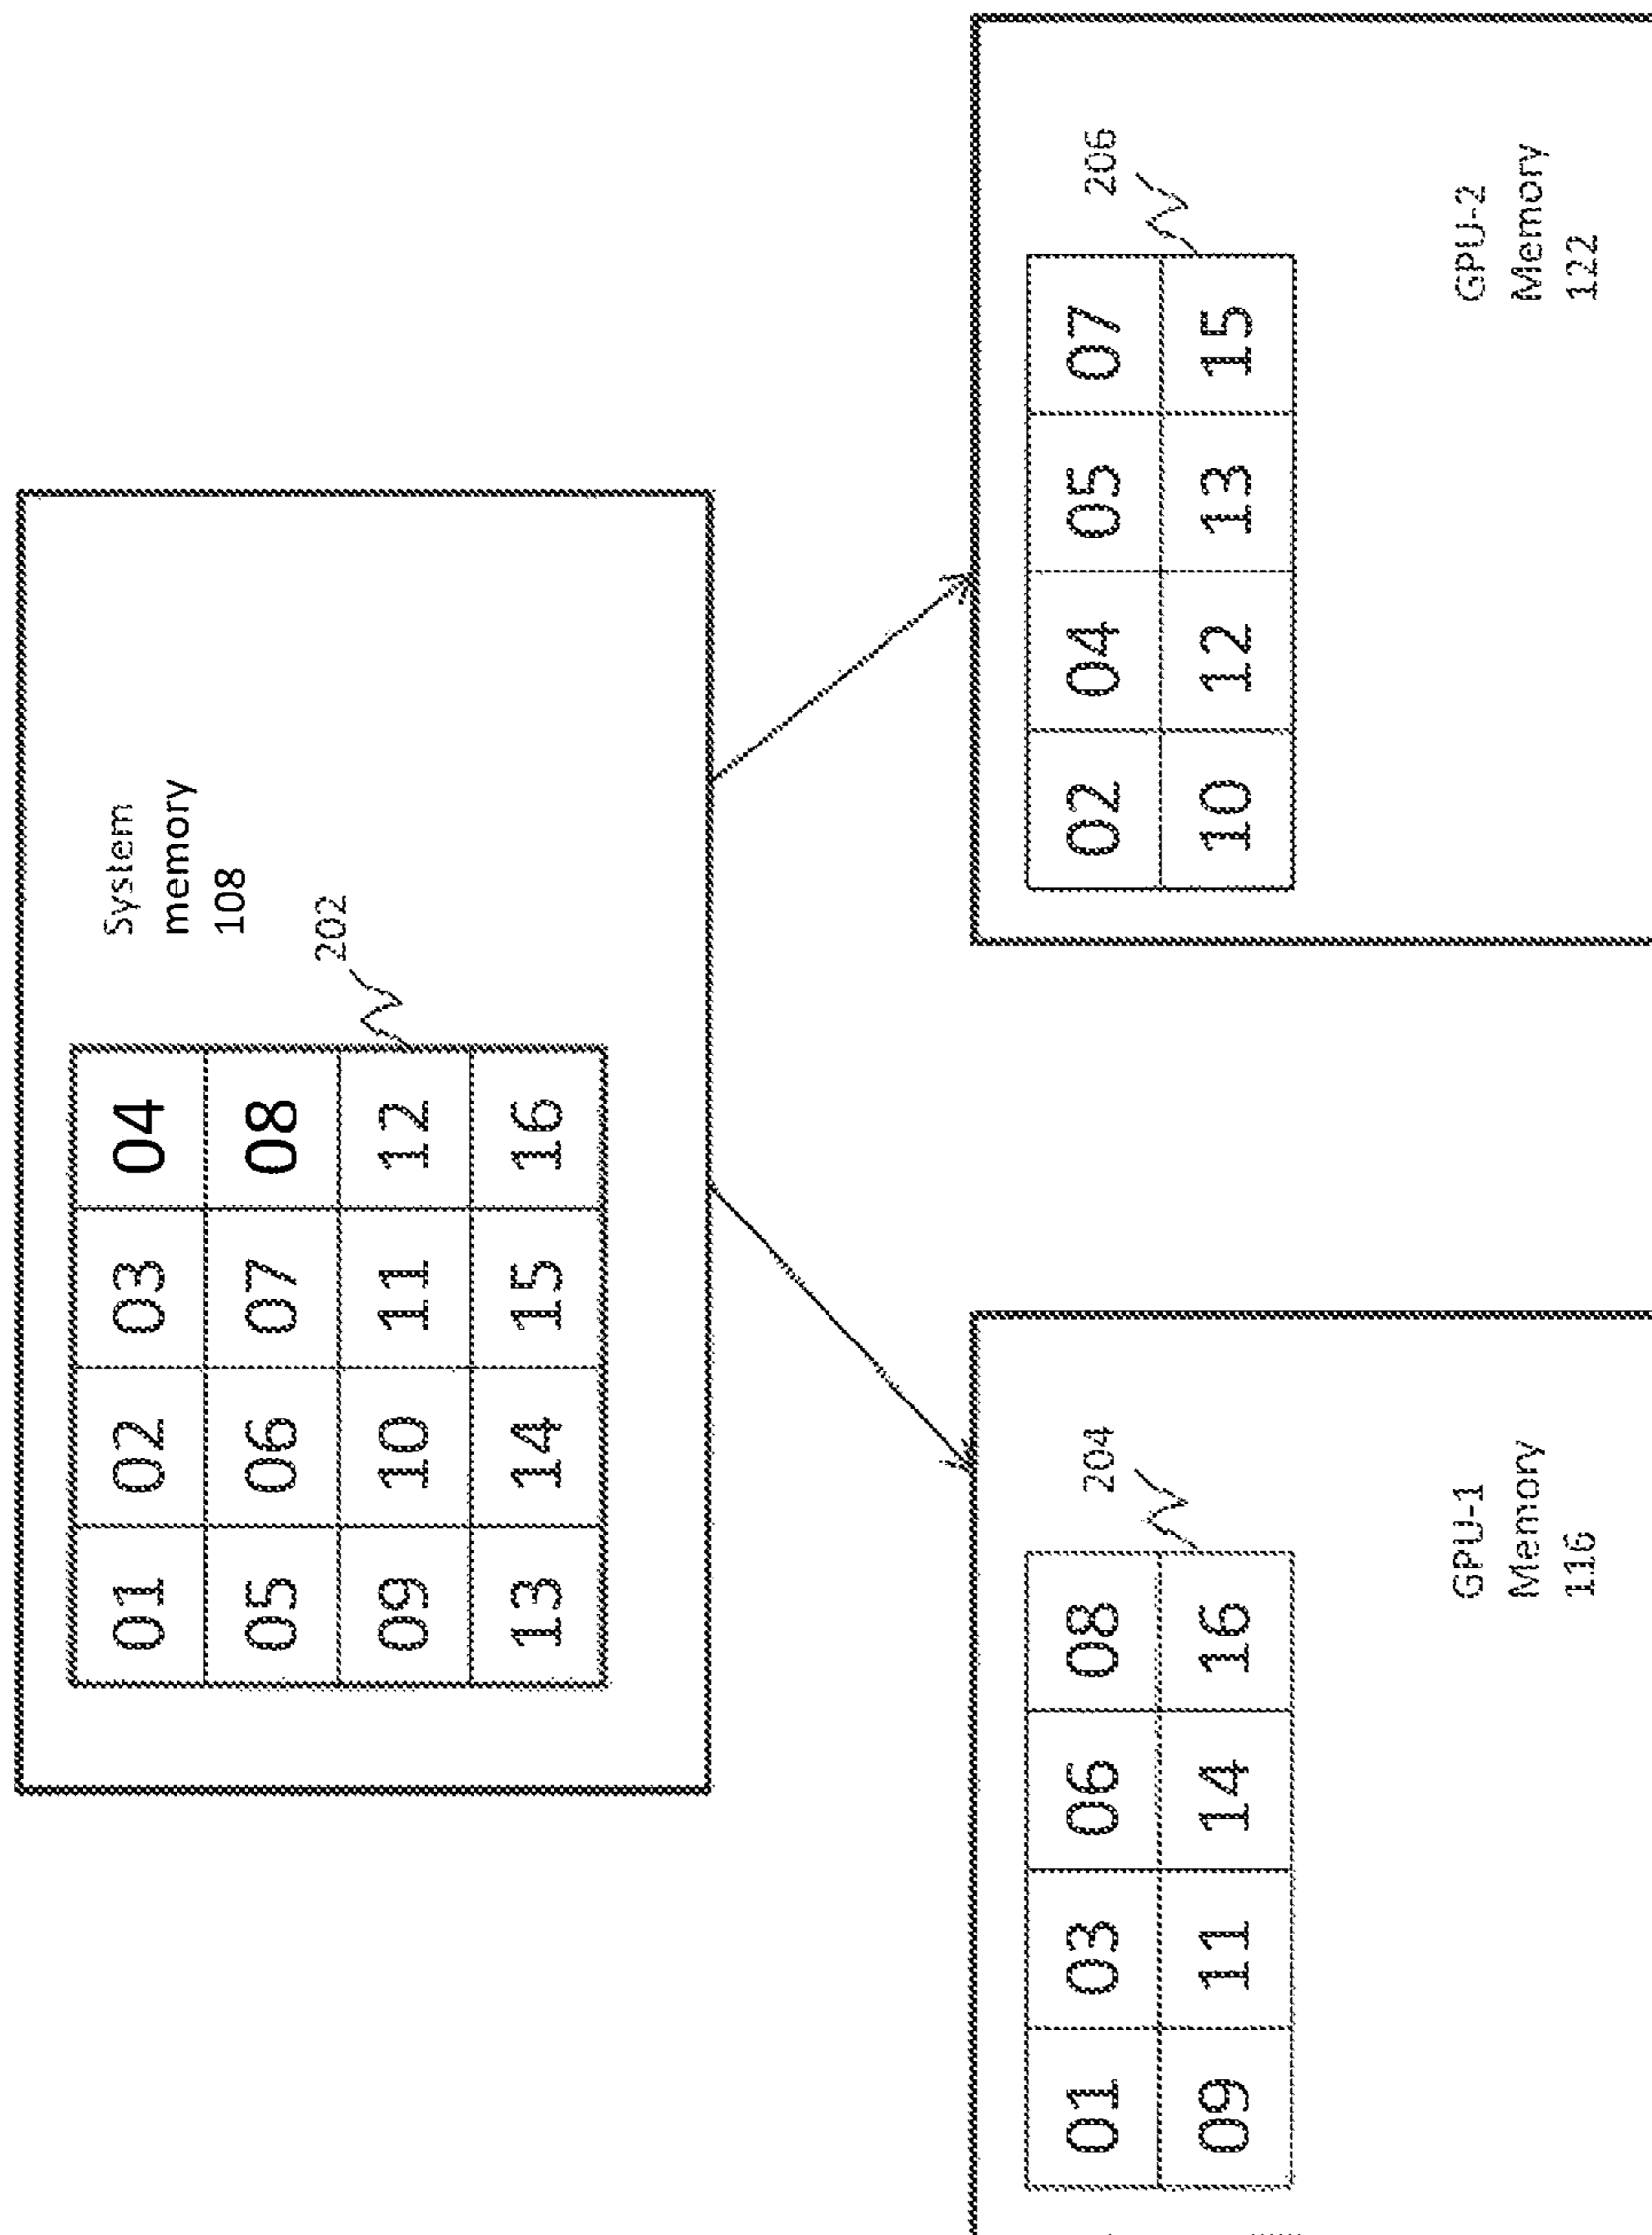 System
memory
108
202
01 02 03 04
05 06 07 08
09 10 11 12
13 14 15 16
204
01 03 06 08
09 11 14 16
GPU-1
Memory
116
206
02 04 05 07
10 12 13 15
GPU-2
Memory
122